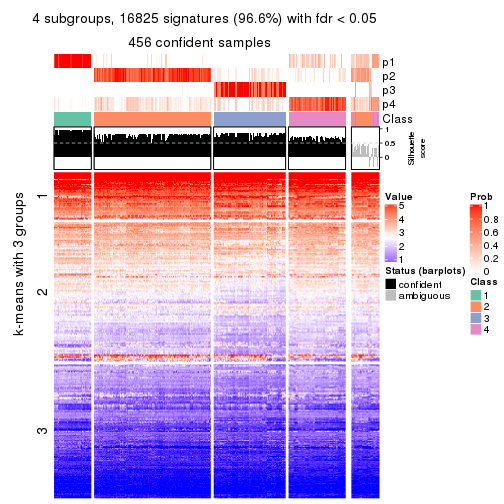 4 subgroups, 16825 signatures (96.6%) with fdr < 0.05
456 confident samples
p1
p2
p3
p4
Class
1
0.5
0
Silhouette
score
k-means with 3 groups
1
2
3
Value
5
4
3
2
1
Status (barplots)
confident
ambiguous
Prob
1
0.8
0.6
0.4
0.2
0
Class
1
2
3
4